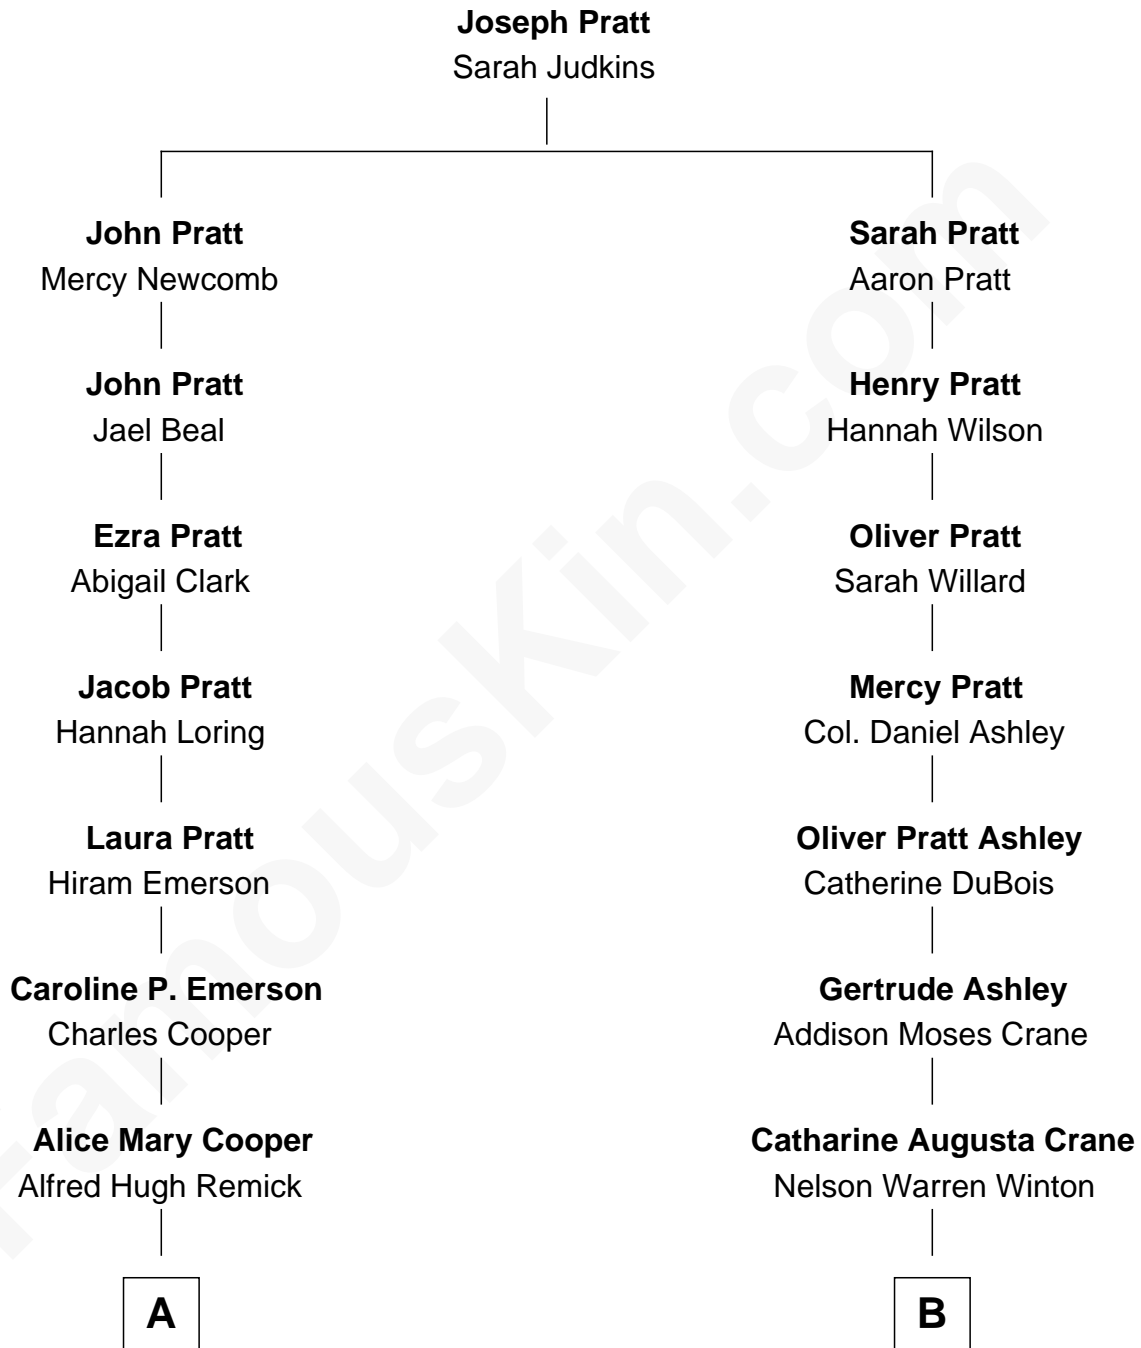 Joseph Pratt
Sarah Judkins
John Pratt
Mercy Newcomb
John Pratt
Jael Beal
Ezra Pratt
Abigail Clark
Jacob Pratt
Hannah Loring
Laura Pratt
Hiram Emerson
Caroline P. Emerson
Charles Cooper
Alice Mary Cooper
Alfred Hugh Remick
A
Sarah Pratt
Aaron Pratt
Henry Pratt
Hannah Wilson
Oliver Pratt
Sarah Willard
Mercy Pratt
Col. Daniel Ashley
Oliver Pratt Ashley
Catherine DuBois
Gertrude Ashley
Addison Moses Crane
Catharine Augusta Crane
Nelson Warren Winton
B
FamousKin.com